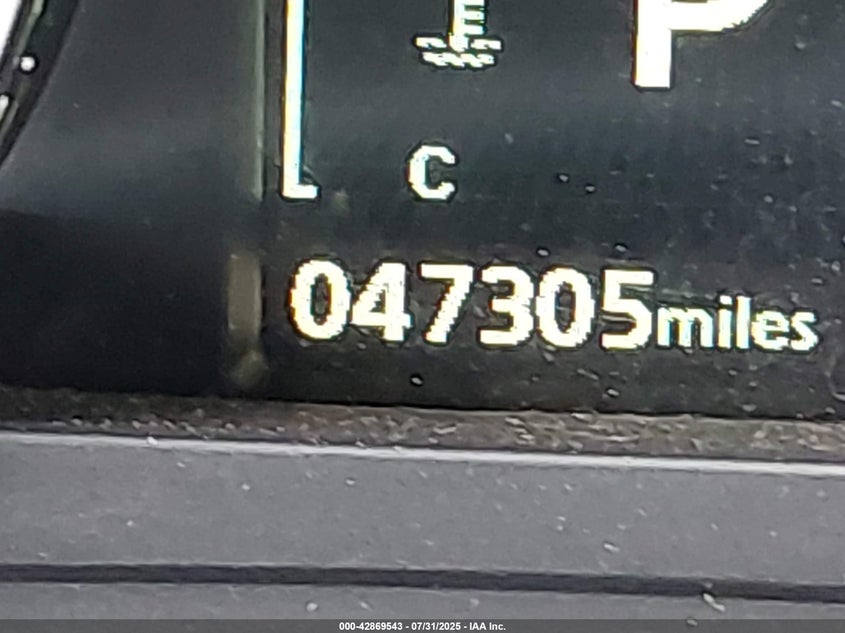 P
C
047305miles
000-42869543 - 07/31/2025 - IAA Inc.